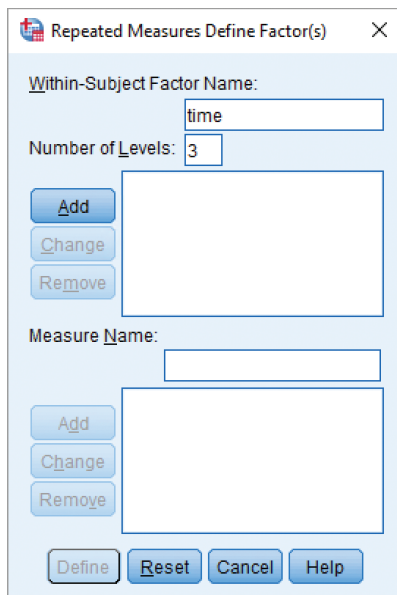 Repeated Measures Define Factor(s)
Within-Subject Factor Name:
time
Number of Levels: 3
Add
Change
Remove
Measure Name:
Add
Change
Remove
Define Reset Cancel Help